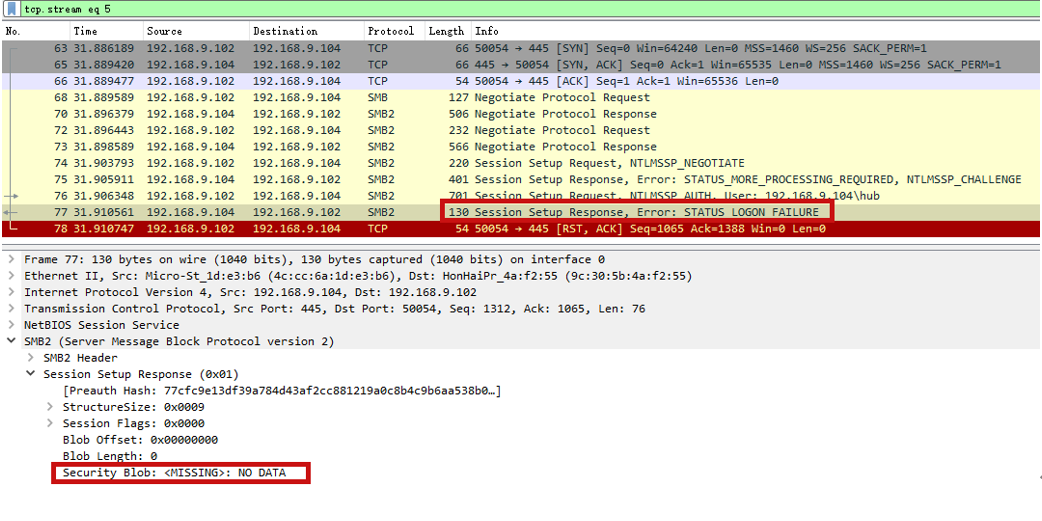 tcp.stream eq 5
No. Time Source Destination Protocol Length Info
63 31.886189 192.168.9.102 192.168.9.104 TCP 66 50054 → 445 [SYN] Seq=0 Win=64240 Len=0 MSS=1460 WS=256 SACK_PERM=1
65 31.889420 192.168.9.104 192.168.9.102 TCP 66 445 → 50054 [SYN, ACK] Seq=0 Ack=1 Win=65535 Len=0 MSS=1460 WS=256 SACK_PERM=1
66 31.889477 192.168.9.102 192.168.9.104 TCP 54 50054 → 445 [ACK] Seq=1 Ack=1 Win=65536 Len=0
68 31.889589 192.168.9.102 192.168.9.104 SMB 127 Negotiate Protocol Request
70 31.896379 192.168.9.104 192.168.9.102 SMB2 506 Negotiate Protocol Response
72 31.896443 192.168.9.102 192.168.9.104 SMB2 232 Negotiate Protocol Request
73 31.898589 192.168.9.104 192.168.9.102 SMB2 566 Negotiate Protocol Response
74 31.903793 192.168.9.102 192.168.9.104 SMB2 220 Session Setup Request, NTLMSSP_NEGOTIATE
75 31.905911 192.168.9.104 192.168.9.102 SMB2 401 Session Setup Response, Error: STATUS_MORE_PROCESSING_REQUIRED, NTLMSSP_CHALLENGE
76 31.906348 192.168.9.102 192.168.9.104 SMB2 701 Session Setup Request, NTLMSSP_AUTH, User: 192.168.9.104\hub
77 31.910561 192.168.9.104 192.168.9.102 SMB2 130 Session Setup Response, Error: STATUS_LOGON_FAILURE
78 31.910747 192.168.9.102 192.168.9.104 TCP 54 50054 → 445 [RST, ACK] Seq=1065 Ack=1388 Win=0 Len=0
Frame 77: 130 bytes on wire (1040 bits), 130 bytes captured (1040 bits) on interface 0
Ethernet II, Src: Micro-St_1d:e3:b6 (4c:cc:6a:1d:e3:b6), Dst: HonHaiPr_4a:f2:55 (9c:30:5b:4a:f2:55)
Internet Protocol Version 4, Src: 192.168.9.104, Dst: 192.168.9.102
Transmission Control Protocol, Src Port: 445, Dst Port: 50054, Seq: 1312, Ack: 1065, Len: 76
NetBIOS Session Service
SMB2 (Server Message Block Protocol version 2)
SMB2 Header
Session Setup Response (0x01)
[Preauth Hash: 77cfc9e13df39a784d43af2cc881219a0c8b4c9b6aa538b0…]
StructureSize: 0x0009
Session Flags: 0x0000
Blob Offset: 0x00000000
Blob Length: 0
Security Blob: <MISSING>: NO DATA